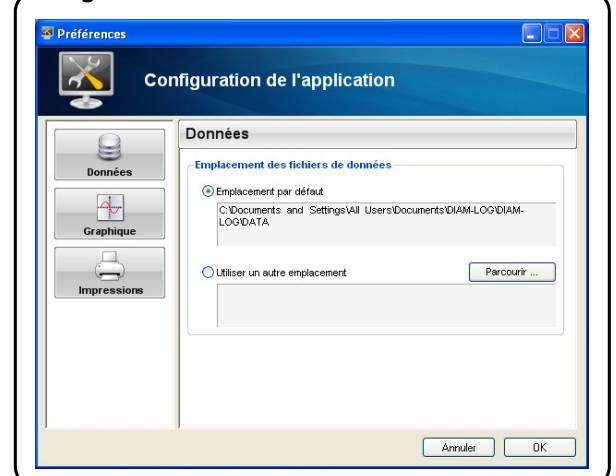 Préférences
Configuration de l'application
Données
Graphique
Impressions
Données
Emplacement des fichiers de données
Emplacement par défaut
C:\Documents and Settings\All Users\Documents\DIAM-LOG\DIAM-
LOG\DATA
Utiliser un autre emplacement
Parcourir ...
Annuler
OK